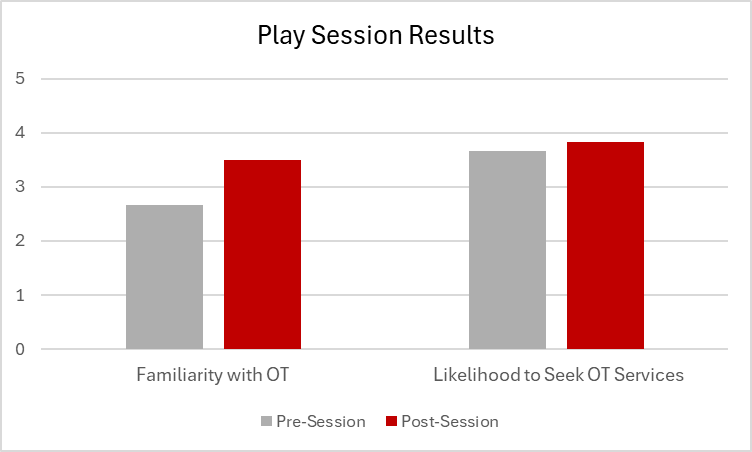 Play Session Results
5
4
3
2
1
0
Familiarity with OT
Likelihood to Seek OT Services
Pre-Session
Post-Session